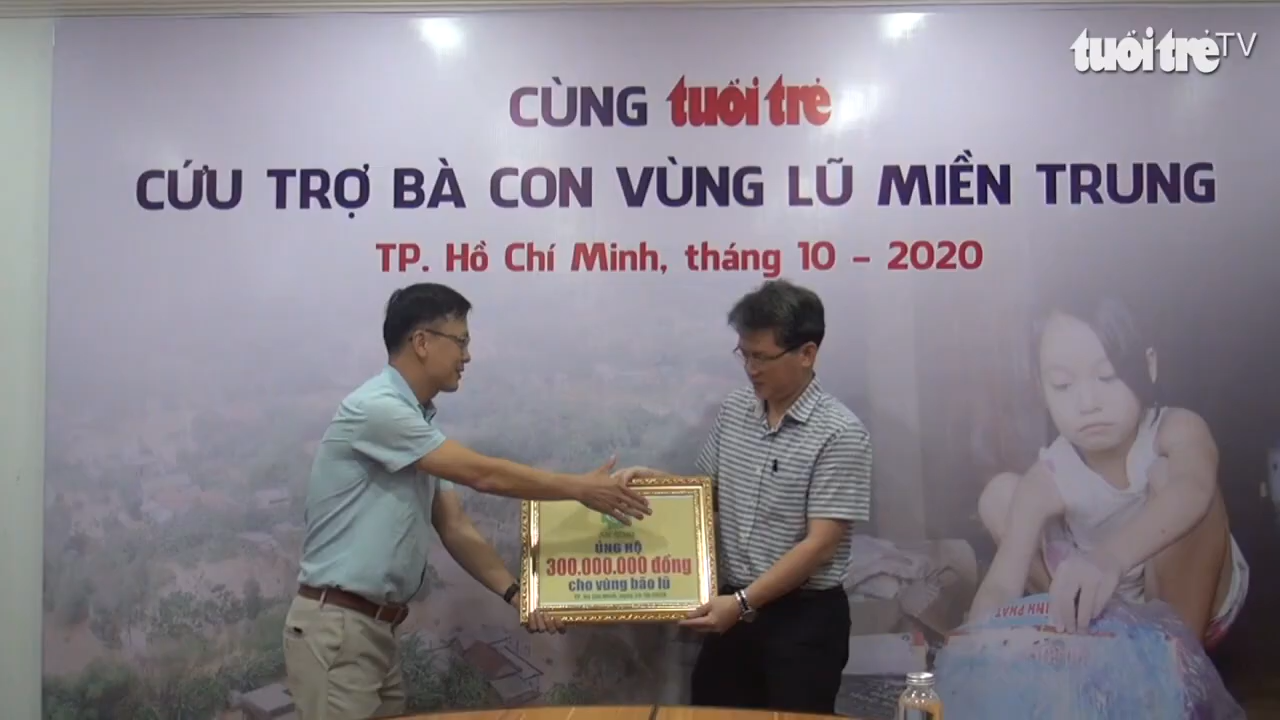 tuổi trẻ TV
CÙNG tuổi trẻ
CỨU TRỢ BÀ CON VÙNG LŨ MIỀN TRUNG
TP. Hồ Chí Minh, tháng 10 - 2020
ỦNG HỘ
300.000.000 đồng
cho vùng bão lũ